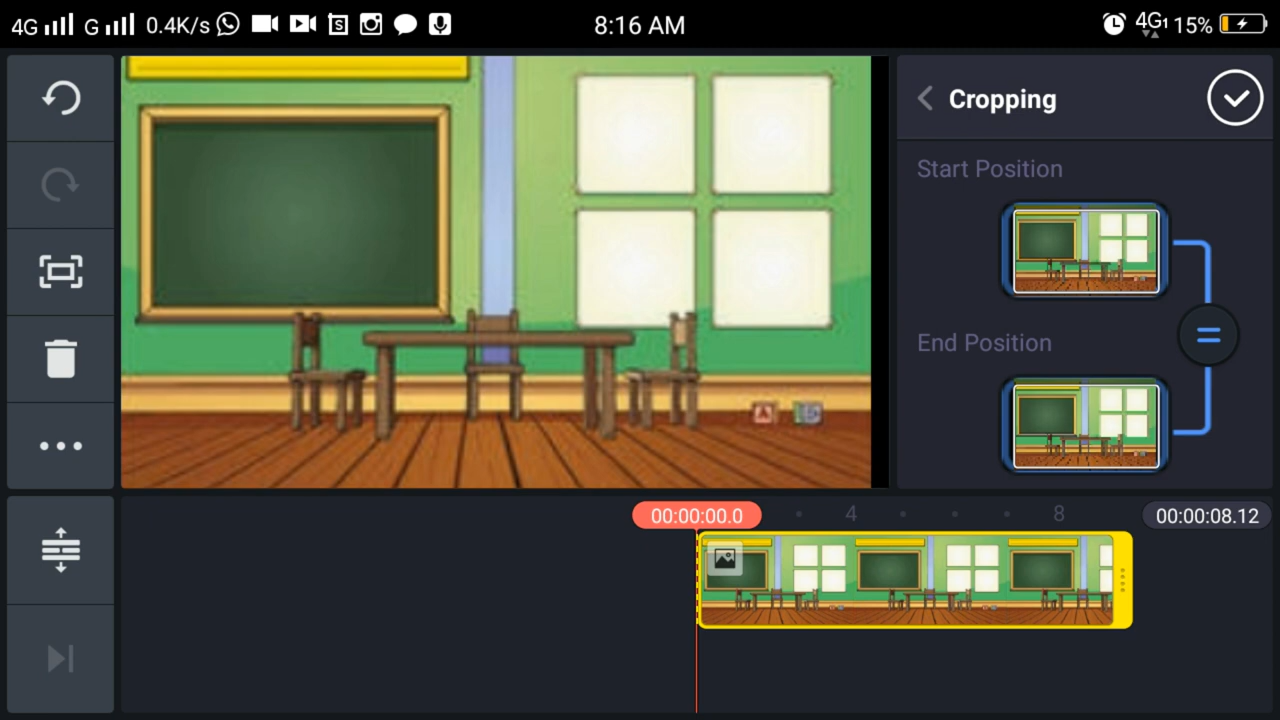 4G G 0.4K/s S 8:16 AM 4G1 15%
Cropping
Start Position
End Position
A
00:00:00.0 4 8 00:00:08.12